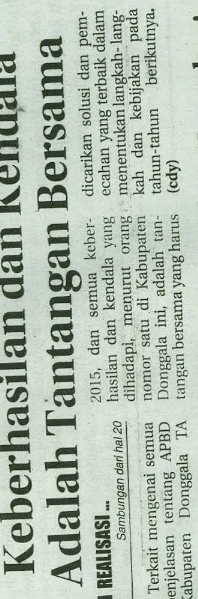 Keberhasilan dan Kendala
Adalah Tantangan Bersama
I REALISASI ...
Sambungan dari hal 20
Terkait mengenai semua
enjelasan tentang APBD
Kabupaten Donggala TA
2015, dan semua keber-
hasilan dan kendala yang
dihadapi, menurut orang
nomor satu di Kabupaten
Donggala ini, adalah tan-
tangan bersama yang harus
dicarikan solusi dan pem-
ecahan yang terbaik dalam
menentukan langkah- lang-
kah dan kebijakan pada
tahun-tahun berikutnya.
(cdy)